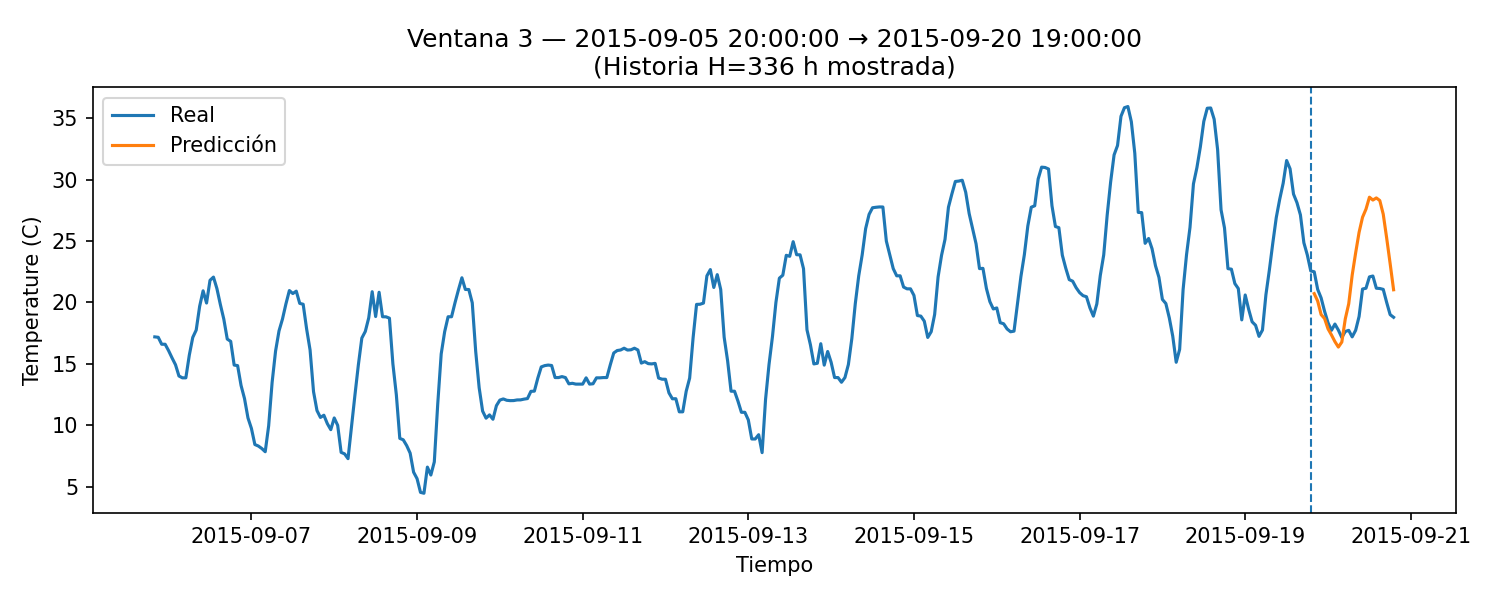 Ventana 3 — 2015-09-05 20:00:00 → 2015-09-20 19:00:00
(Historia H=336 h mostrada)
Real
Predicción
Temperature (C)
35
30
25
20
15
10
5
2015-09-07 2015-09-09 2015-09-11 2015-09-13 2015-09-15 2015-09-17 2015-09-19 2015-09-21
Tiempo